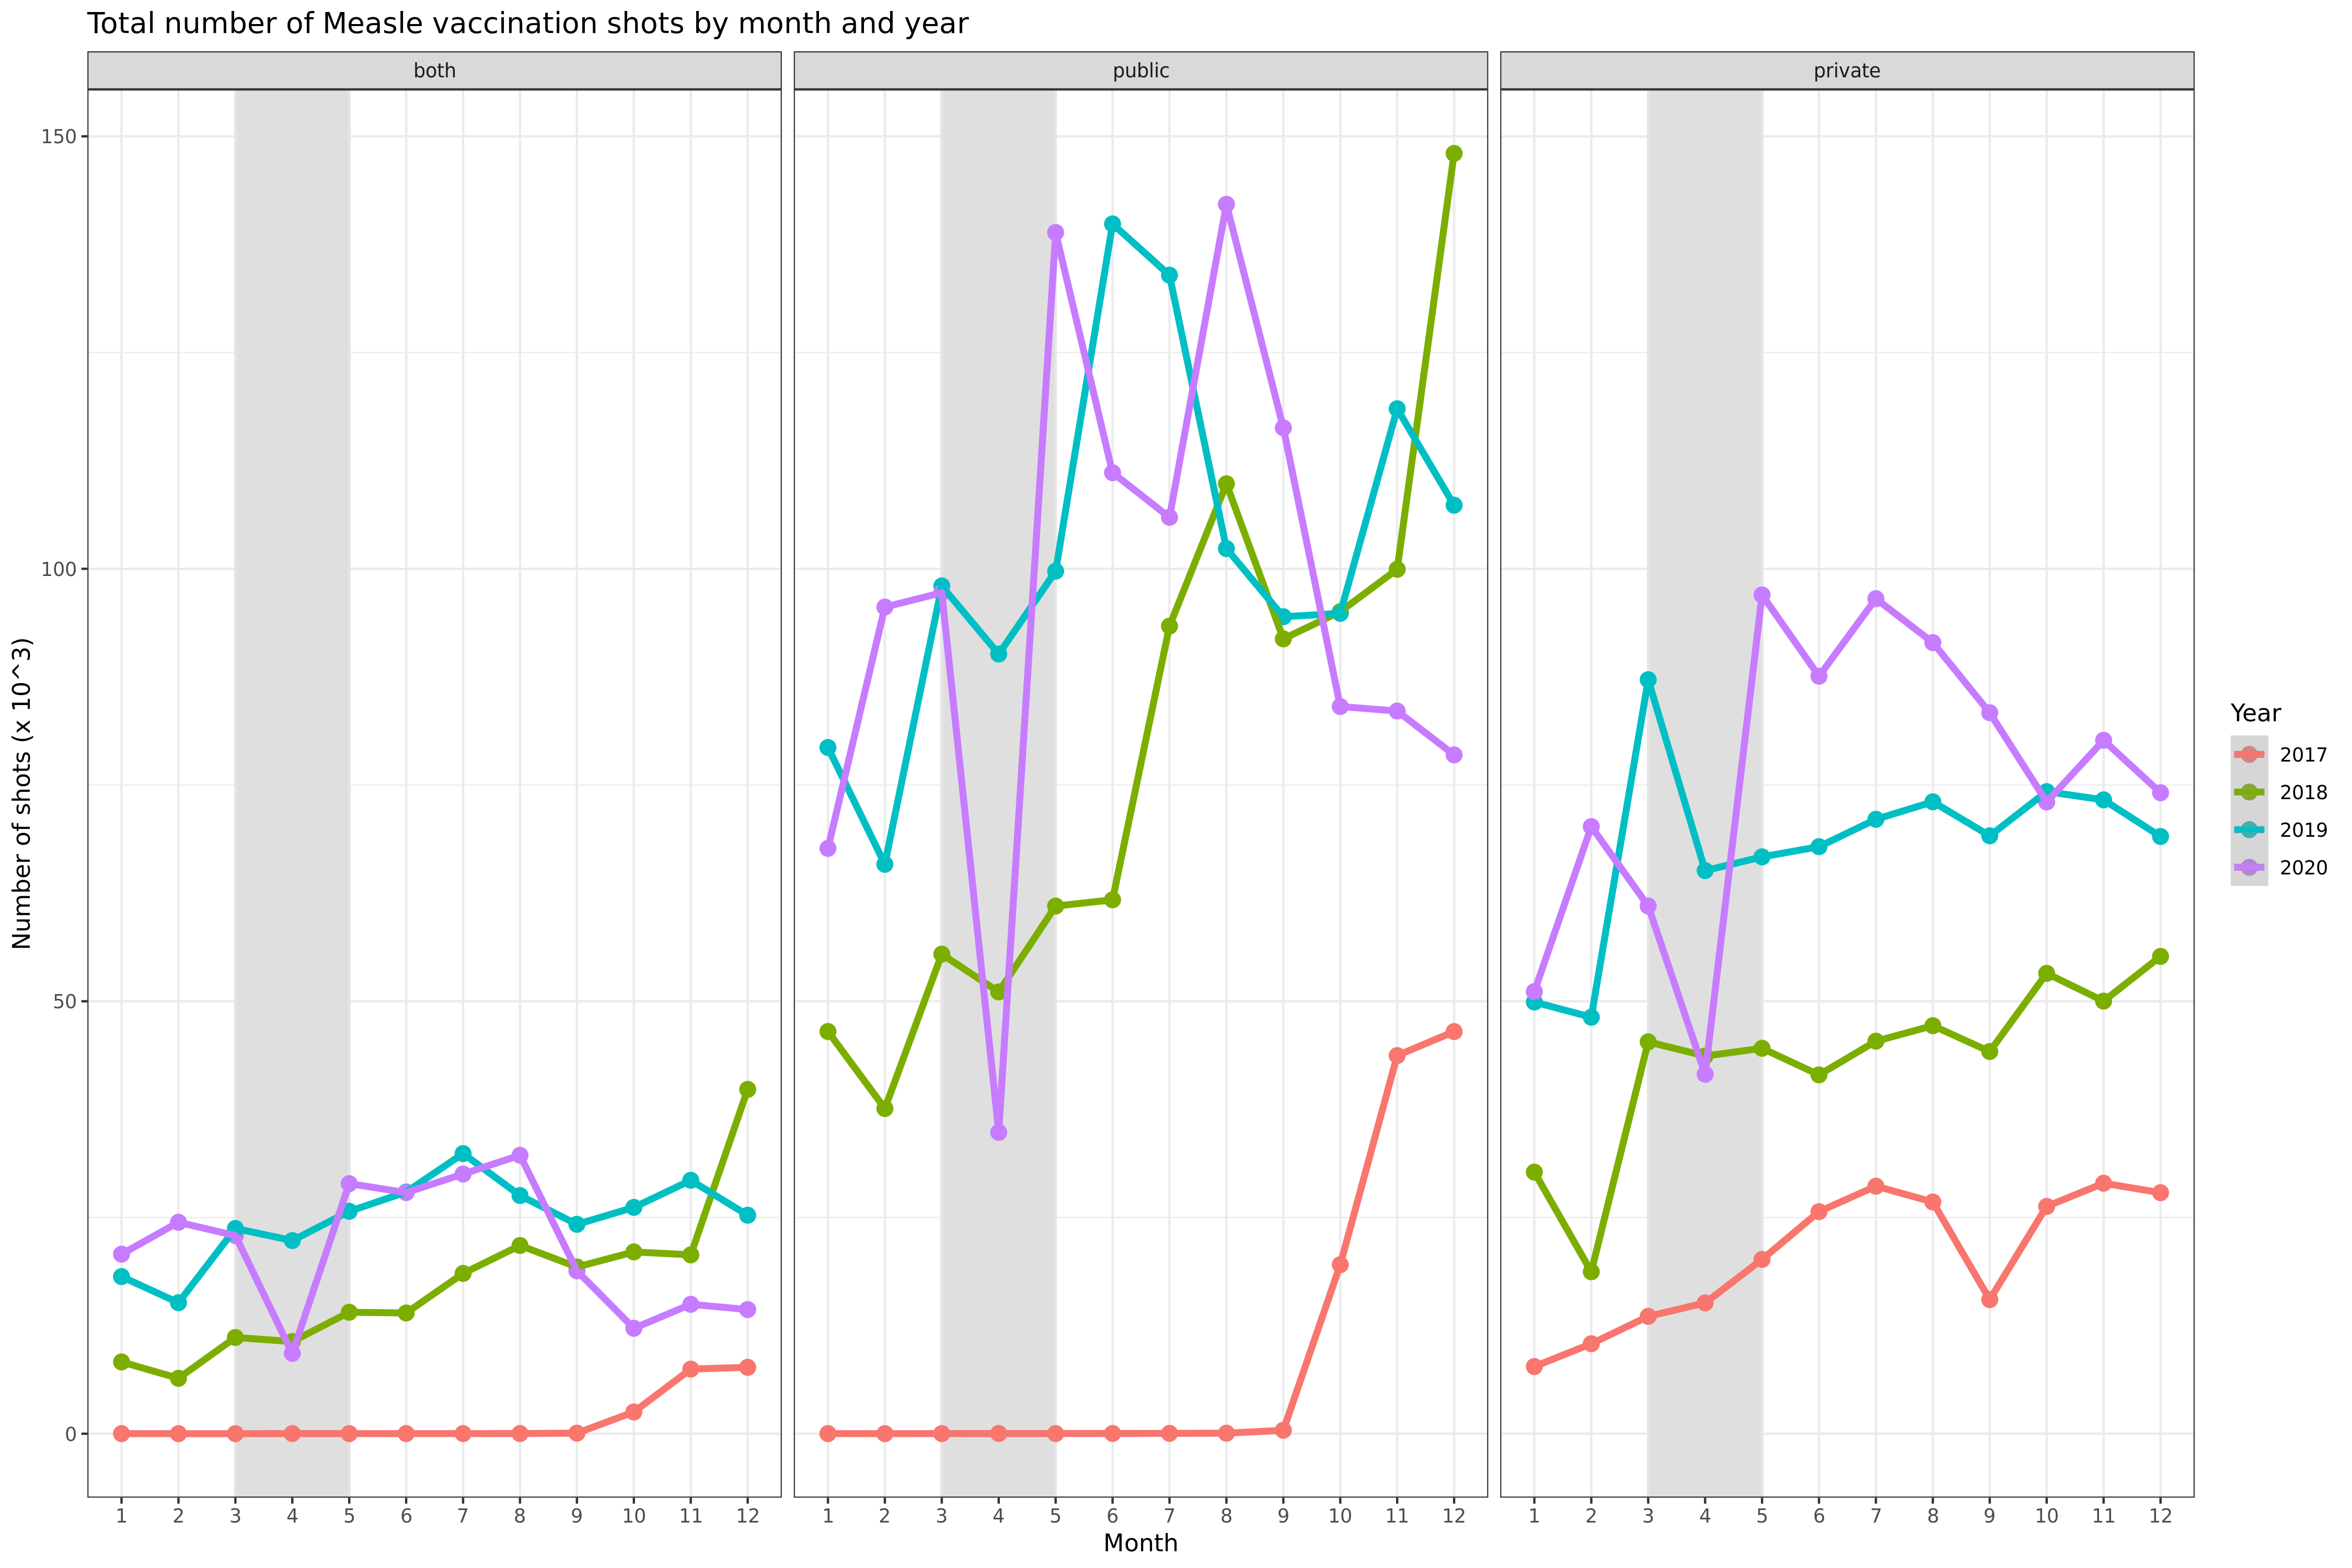 Total number of Measle vaccination shots by month and year
both public private
150
100
50
0
Number of shots (x 10^3)
1 2 3 4 5 6 7 8 9 10 11 12 1 2 3 4 5 6 7 8 9 10 11 12 1 2 3 4 5 6 7 8 9 10 11 12
Month
Year
2017
2018
2019
2020